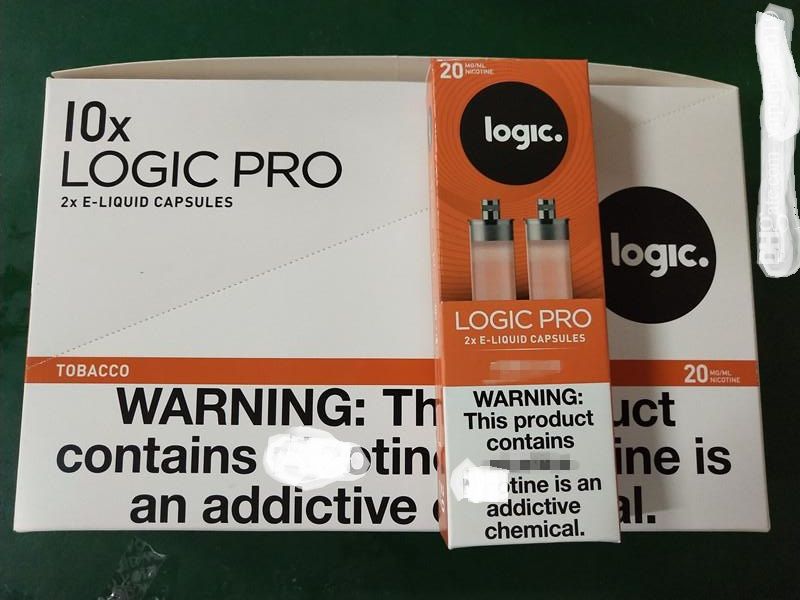 10x
LOGIC PRO
2x E-LIQUID CAPSULES
TOBACCO
WARNING: Th
contains
an addictive
20 MG/ML
NICOTINE
logic.
LOGIC PRO
2x E-LIQUID CAPSULES
WARNING:
This product
contains
otine is an
addictive
chemical.
logic.
20 MG/ML
NICOTINE
uct
ine is
al.